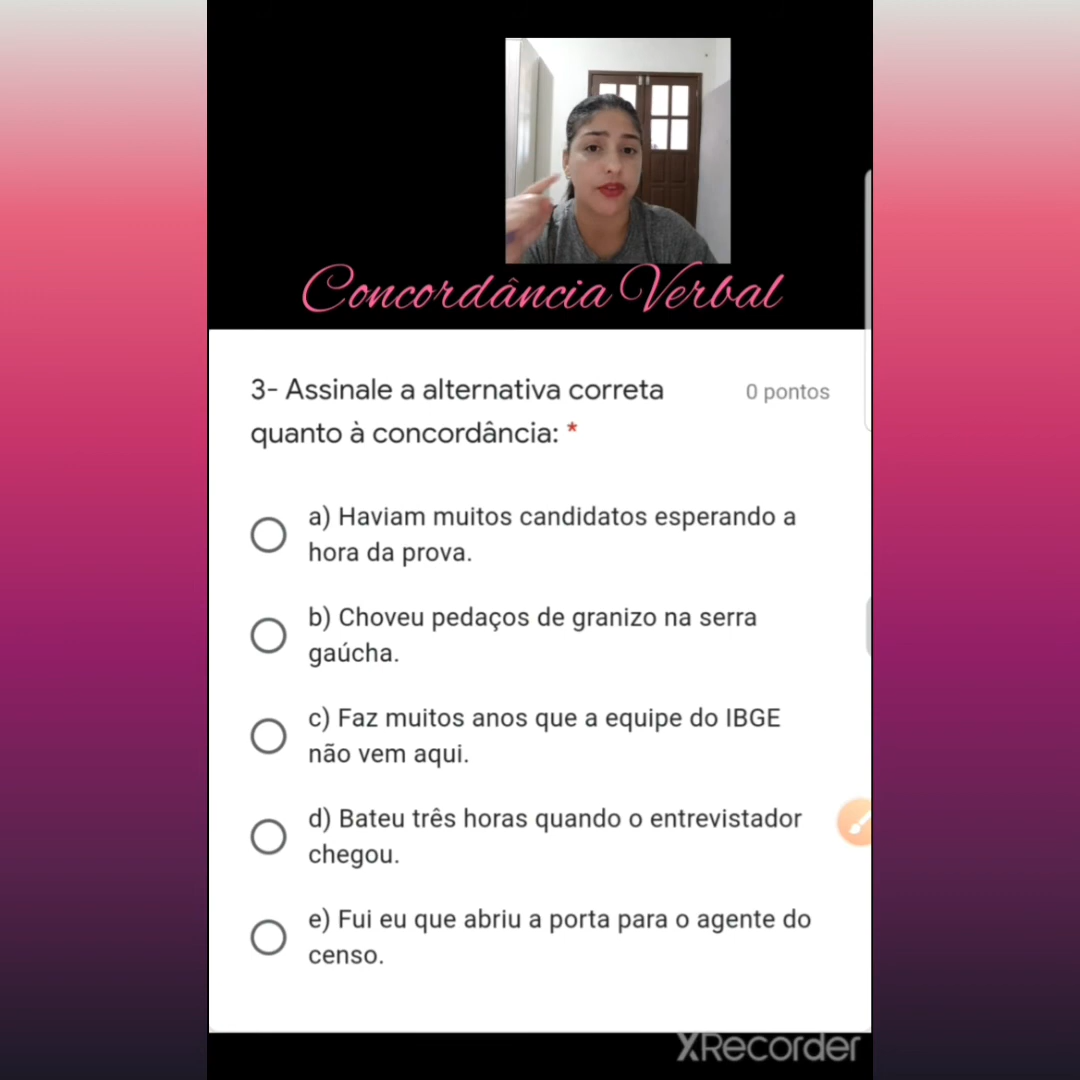 Concordância Verbal
3- Assinale a alternativa correta
0 pontos
quanto à concordância: *
a) Haviam muitos candidatos esperando a
hora da prova.
b) Choveu pedaços de granizo na serra
gaúcha.
c) Faz muitos anos que a equipe do IBGE
não vem aqui.
d) Bateu três horas quando o entrevistador
chegou.
e) Fui eu que abriu a porta para o agente do
censo.
XRecorder